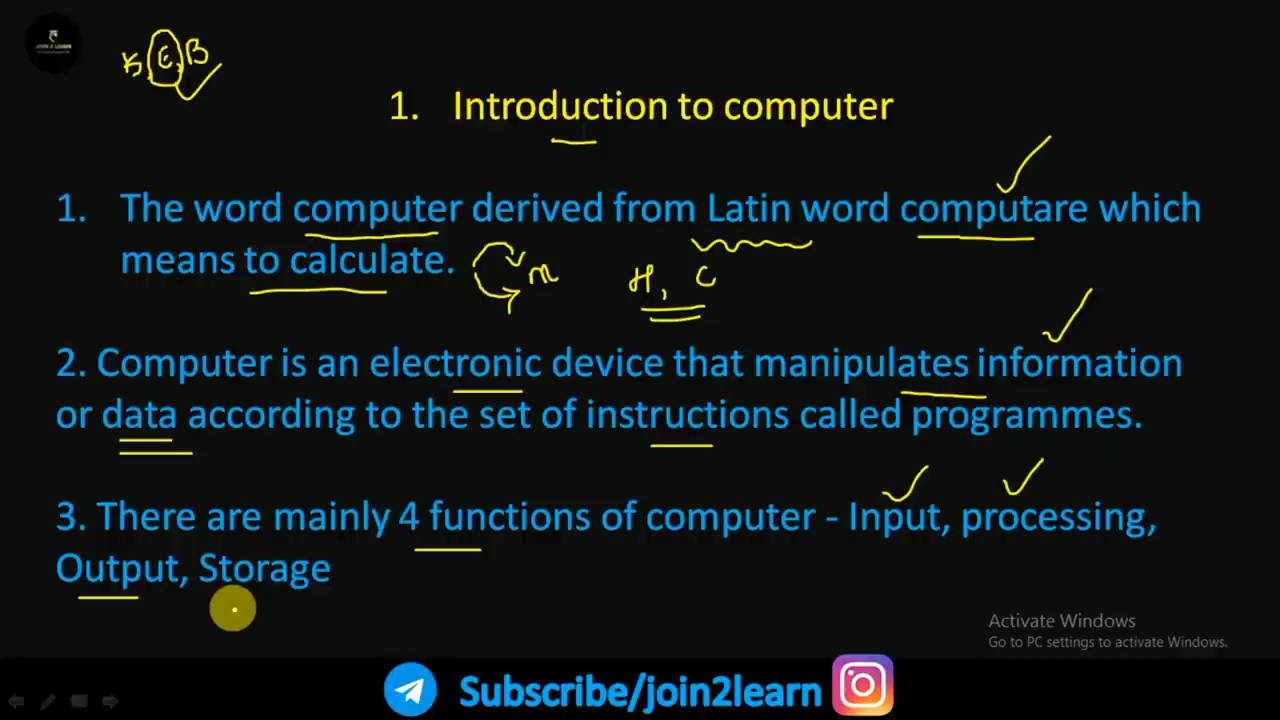 JOIN 2 LEARN
K, C, B
1. Introduction to computer
1. The word computer derived from Latin word computare which
means to calculate.
m H, C
2. Computer is an electronic device that manipulates information
or data according to the set of instructions called programmes.
3. There are mainly 4 functions of computer - Input, processing,
Output, Storage
Activate Windows
Go to PC settings to activate Windows.
Subscribe/join2learn